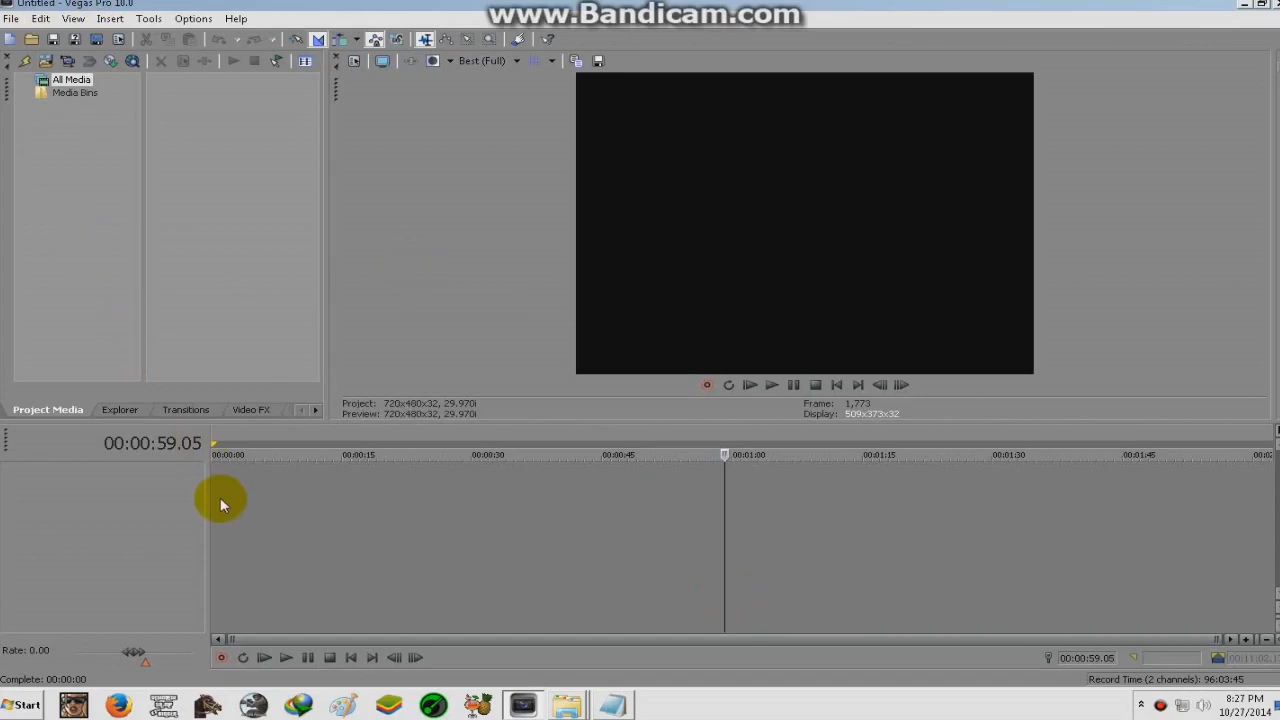 Untitled - Vegas Pro 10.0
www.Bandicam.com
File Edit View Insert Tools Options Help
Best (Full)
All Media
Media Bins
Project Media Explorer Transitions Video FX
Project: 720x480x32, 29.970i
Preview: 720x480x32, 29.970i
Frame: 1,773
Display: 509x373x32
00:00:59.05
00:00:00 00:00:15 00:00:30 00:00:45 00:01:00 00:01:15 00:01:30 00:01:45
Rate: 0.00
00:00:59.05
Complete: 00:00:00
Record Time (2 channels): 96:03:45
Start
8:27 PM
10/27/2014